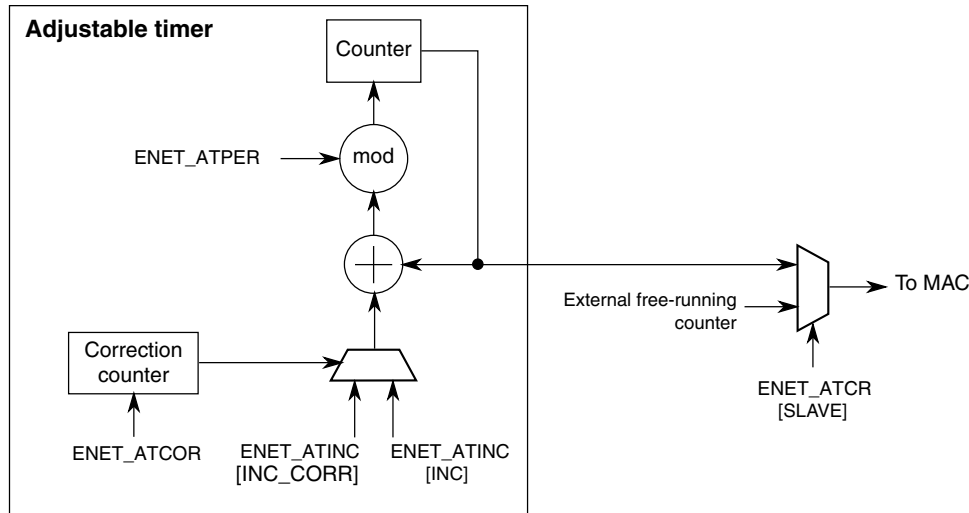 Adjustable timer
Counter
ENET_ATPER
mod
External free-running
counter
To MAC
Correction
counter
ENET_ATCR
[SLAVE]
ENET_ATCOR
ENET_ATINC
[INC_CORR]
ENET_ATINC
[INC]